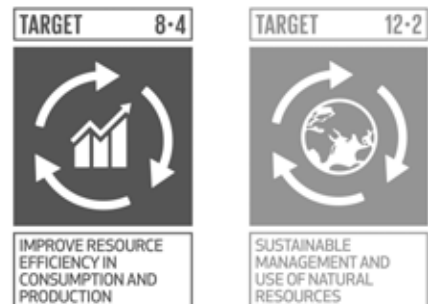 TARGET 8·4
IMPROVE RESOURCE
EFFICIENCY IN
CONSUMPTION AND
PRODUCTION
TARGET 12·2
SUSTAINABLE
MANAGEMENT AND
USE OF NATURAL
RESOURCES